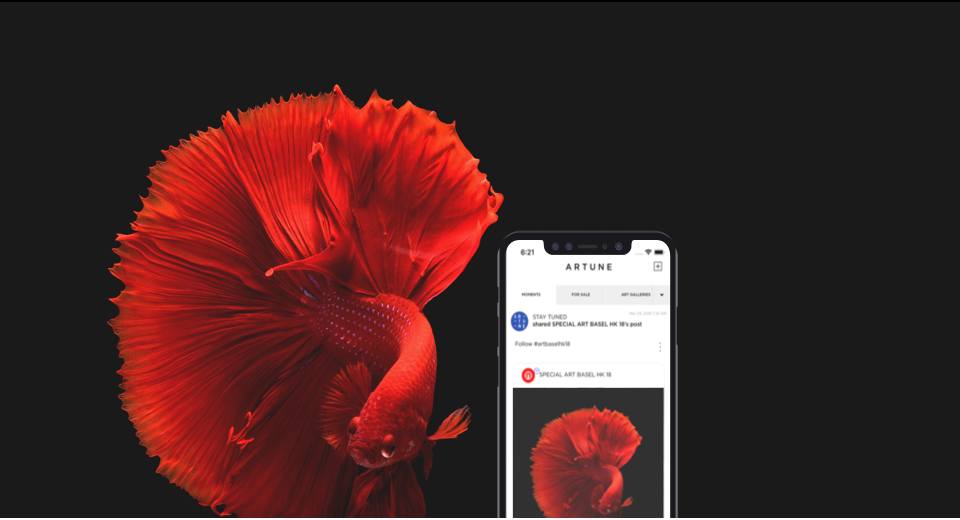 6:21
ARTUNE
MOMENTS
FOR SALE
ART GALLERIES
STAY TUNED
shared SPECIAL ART BASEL HK 18's post
Follow #artbaselhk18
SPECIAL ART BASEL HK 18